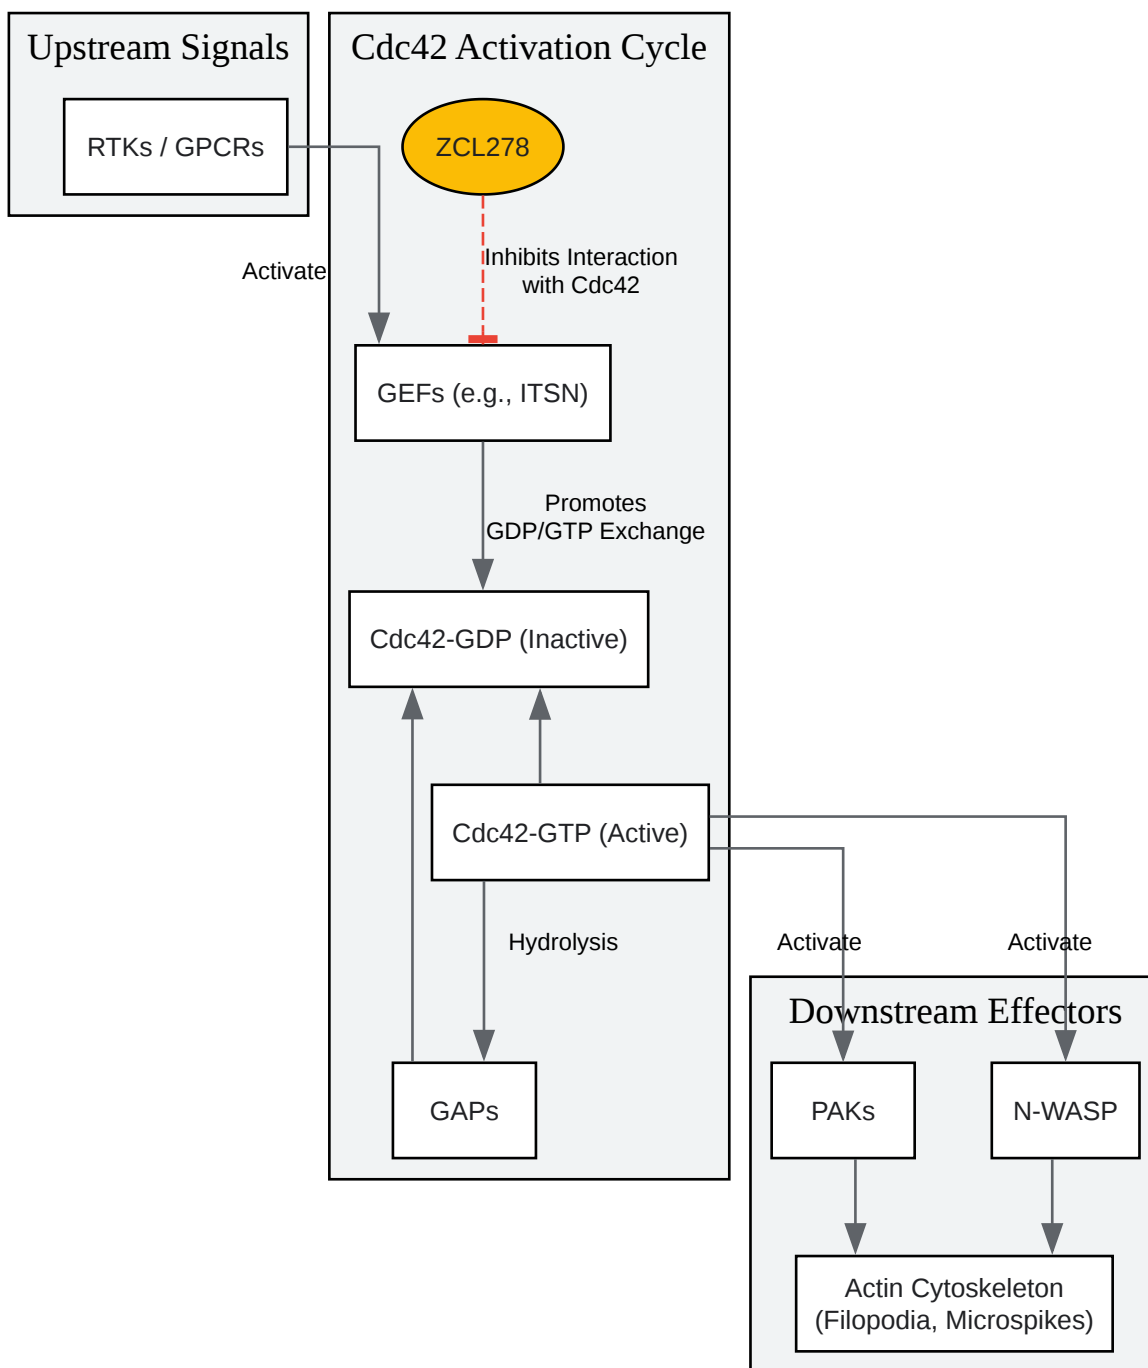 Upstream Signals
Cdc42 Activation Cycle
RTKs / GPCRs
ZCL278
Activate
Inhibits Interaction
with Cdc42
GEFs (e.g., ITSN)
Promotes
GDP/GTP Exchange
Cdc42-GDP (Inactive)
Cdc42-GTP (Active)
Hydrolysis
Activate
Activate
Downstream Effectors
GAPs
PAKs
N-WASP
Actin Cytoskeleton
(Filopodia, Microspikes)